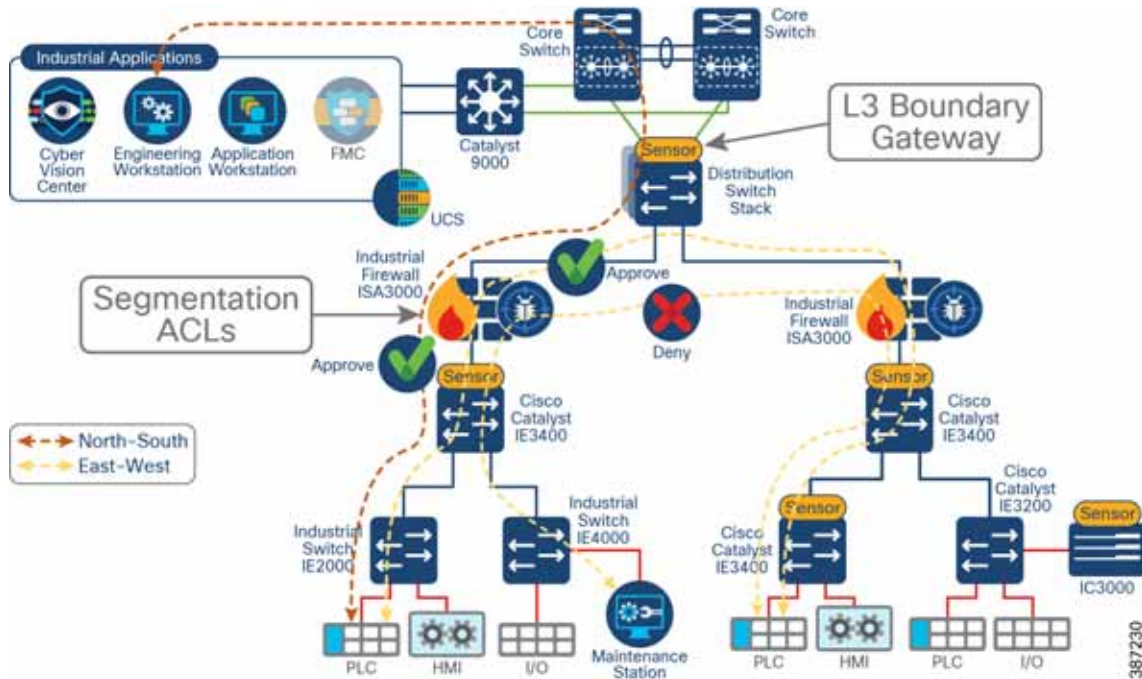 Industrial Applications
Cyber
Vision
Center
Engineering
Workstation
Application
Workstation
FMC
UCS
Catalyst
9000
Core
Switch
Core
Switch
L3 Boundary
Gateway
Sensor
Distribution
Switch
Stack
Segmentation
ACLs
Industrial
Firewall
ISA3000
Approve
Deny
Industrial
Firewall
ISA3000
Approve
Sensor
Cisco
Catalyst
IE3400
Sensor
Cisco
Catalyst
IE3400
North-South
East-West
Industrial
Switch
IE2000
Industrial
Switch
IE4000
Sensor
Cisco
Catalyst
IE3400
Cisco
Catalyst
IE3200
Sensor
IC3000
PLC
HMI
I/O
Maintenance
Station
PLC
HMI
PLC
I/O
387230